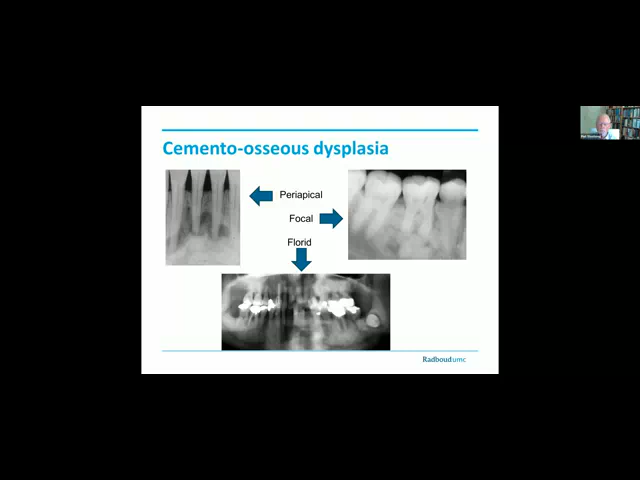 Cemento-osseous dysplasia
Periapical
Focal
Florid
Radboudumc